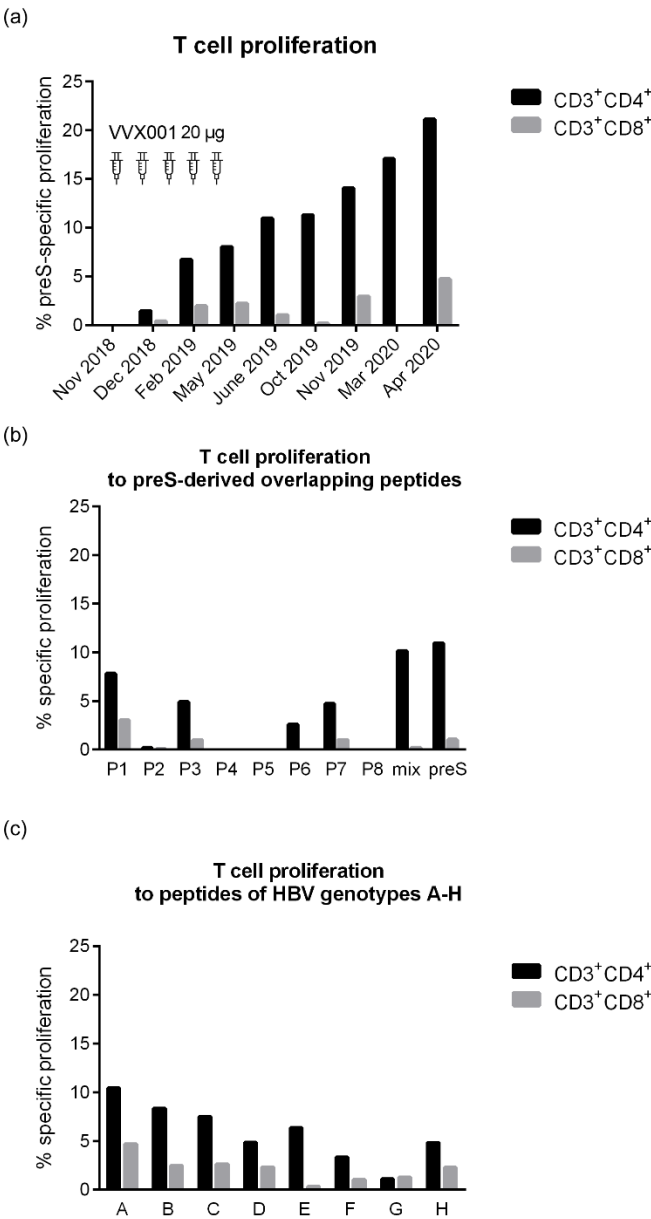 (a)
T cell proliferation
25
20
15
10
5
0
% preS-specific proliferation
VVX001 20 µg
CD3⁺CD4⁺
CD3⁺CD8⁺
Nov 2018
Dec 2018
Feb 2019
May 2019
June 2019
Oct 2019
Nov 2019
Mar 2020
Apr 2020
(b)
T cell proliferation
to preS-derived overlapping peptides
25
20
15
10
5
0
% specific proliferation
CD3⁺CD4⁺
CD3⁺CD8⁺
P1 P2 P3 P4 P5 P6 P7 P8 mix preS
(c)
T cell proliferation
to peptides of HBV genotypes A-H
25
20
15
10
5
0
% specific proliferation
CD3⁺CD4⁺
CD3⁺CD8⁺
A B C D E F G H